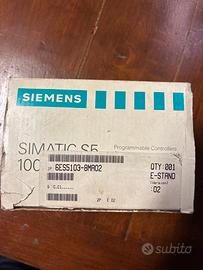 SIEMENS
SIMATIC S5
Programmable Controllers
100
6ES5103-8MA02
QTY:001
E-STAND
:02
subito